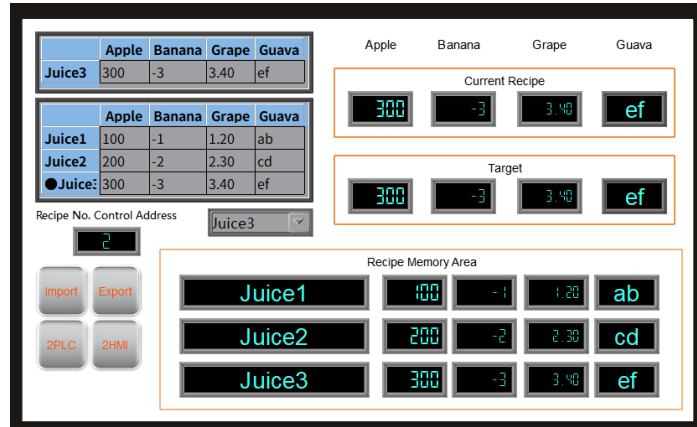 Apple Banana Grape Guava
Juice3 300 -3 3.40 ef
Apple Banana Grape Guava
Juice1 100 -1 1.20 ab
Juice2 200 -2 2.30 cd
●Juice3 300 -3 3.40 ef
Recipe No. Control Address
2
Juice3
Import Export
2PLC 2HMI
Apple Banana Grape Guava
Current Recipe
300 -3 3.40 ef
Target
300 -3 3.40 ef
Recipe Memory Area
Juice1 100 -1 1.20 ab
Juice2 200 -2 2.30 cd
Juice3 300 -3 3.40 ef